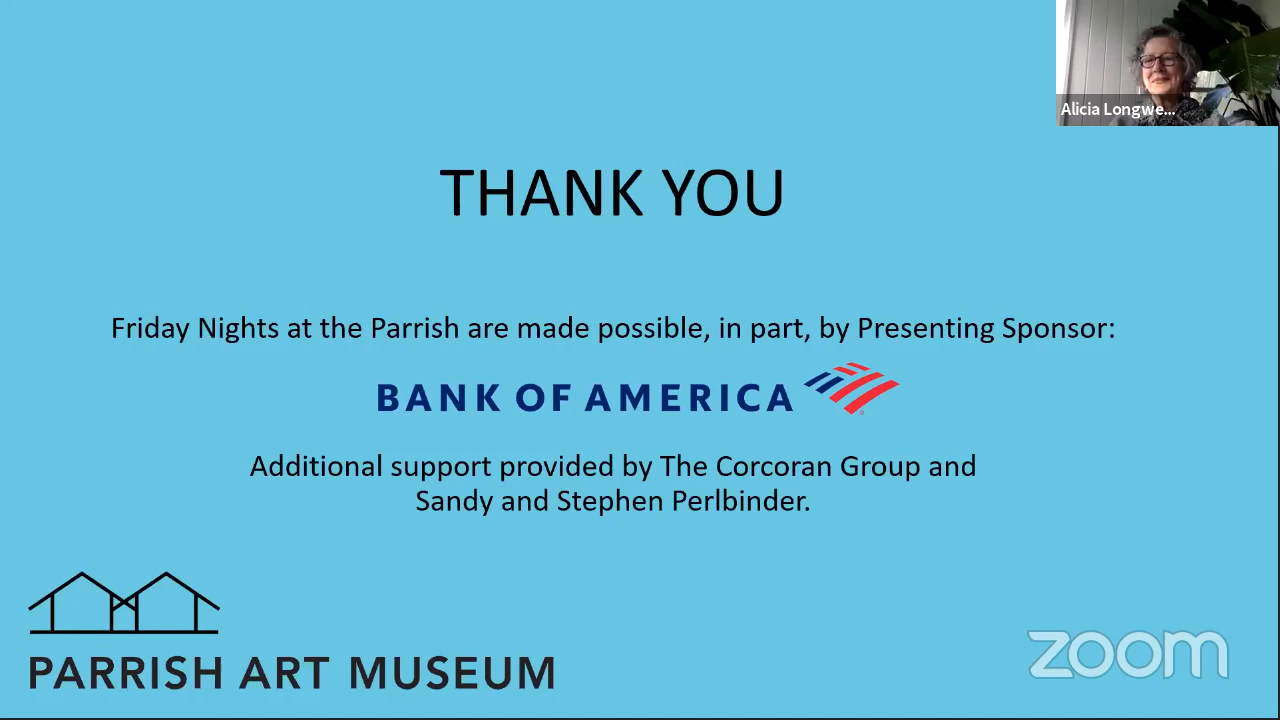 Alicia Longwe...
THANK YOU
Friday Nights at the Parrish are made possible, in part, by Presenting Sponsor:
BANK OF AMERICA
Additional support provided by The Corcoran Group and
Sandy and Stephen Perlbinder.
PARRISH ART MUSEUM
zoom